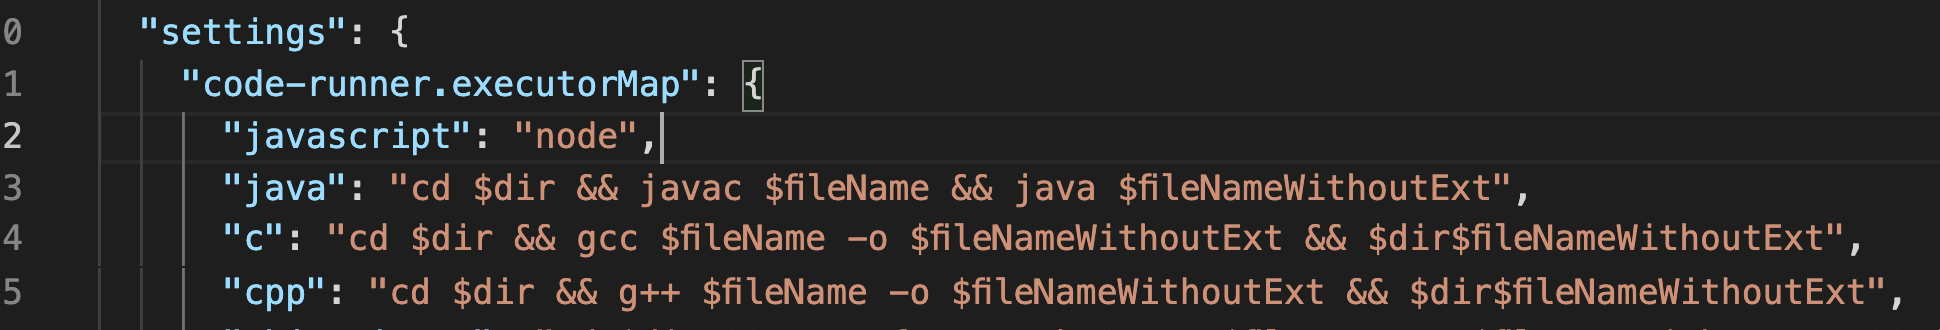 0 "settings": {
1 "code-runner.executorMap": {
2 "javascript": "node",
3 "java": "cd $dir && javac $fileName && java $fileNameWithoutExt",
4 "c": "cd $dir && gcc $fileName -o $fileNameWithoutExt && $dir$fileNameWithoutExt",
5 "cpp": "cd $dir && g++ $fileName -o $fileNameWithoutExt && $dir$fileNameWithoutExt",